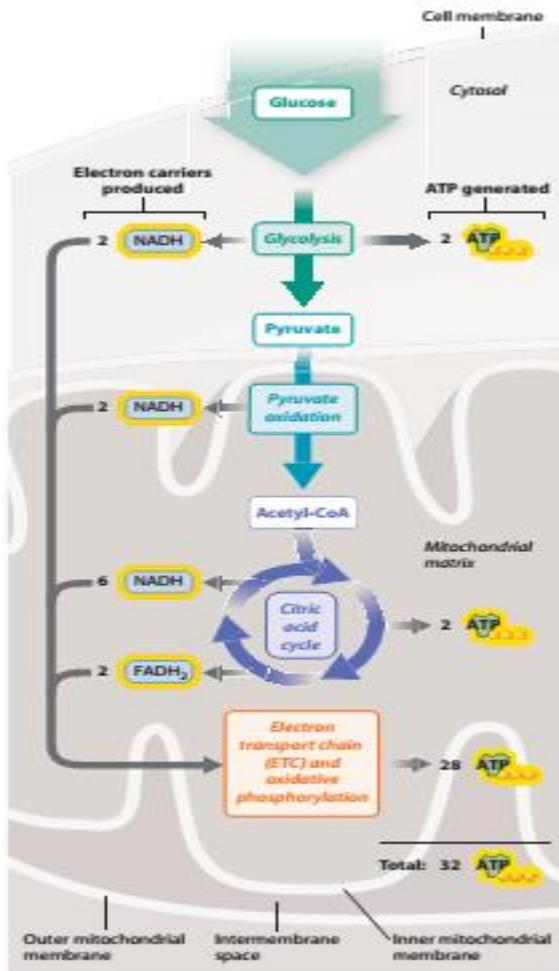 Cell membrane
Cytosol
Glucose
Electron carriers
produced
ATP generated
2 NADH
Glycolysis
2 ATP
Pyruvate
2 NADH
Pyruvate
oxidation
Acetyl-CoA
Mitochondrial
matrix
6 NADH
Citric
acid
cycle
2 ATP
2 FADH₂
Electron
transport chain
(ETC) and
oxidative
phosphorylation
28 ATP
Total: 32 ATP
Outer mitochondrial
membrane
Intermembrane
space
Inner mitochondrial
membrane